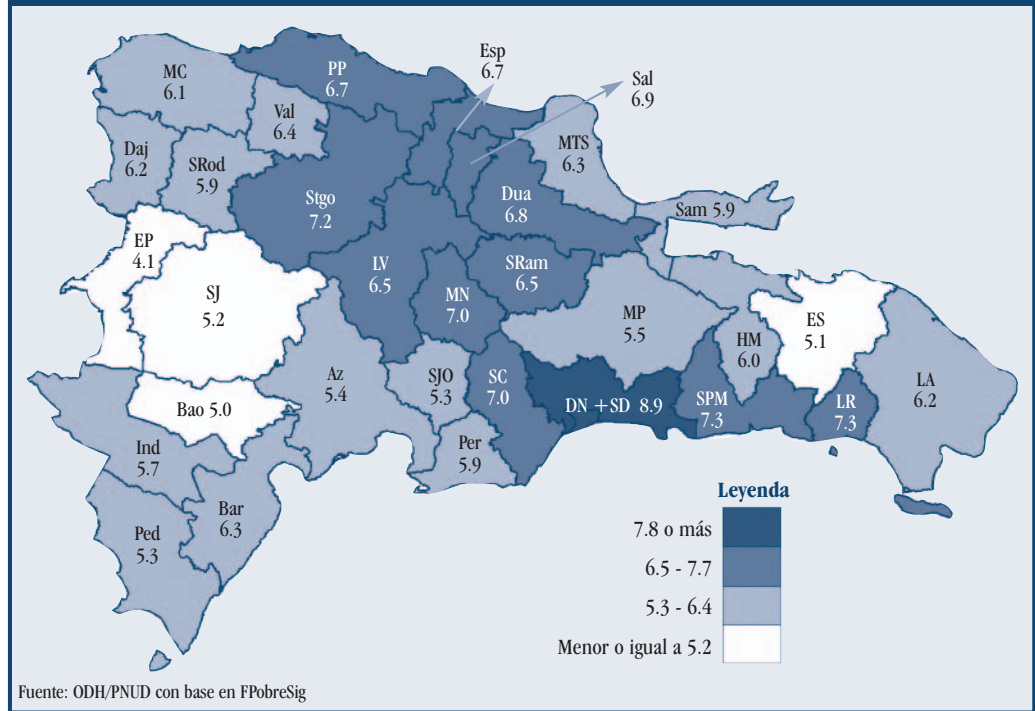 Esp
6.7
Sal
6.9
MC
6.1
PP
6.7
Val
6.4
Daj
6.2
SRod
5.9
MTS
6.3
Stgo
7.2
Dua
6.8
Sam 5.9
EP
4.1
SJ
5.2
LV
6.5
MN
7.0
SRam
6.5
MP
5.5
HM
6.0
ES
5.1
LA
6.2
Az
5.4
SJO
5.3
SC
7.0
DN +SD 8.9
SPM
7.3
LR
7.3
Bao 5.0
Per
5.9
Ind
5.7
Bar
6.3
Ped
5.3
Leyenda
7.8 o más
6.5 - 7.7
5.3 - 6.4
Menor o igual a 5.2
Fuente: ODH/PNUD con base en FPobreSig